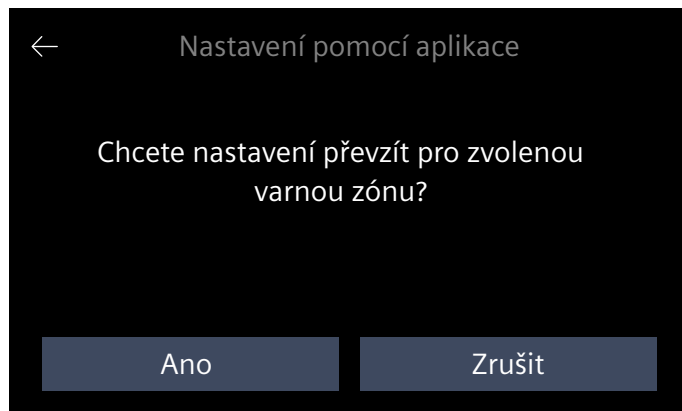 Nastavení pomocí aplikace
Chcete nastavení převzít pro zvolenou
varnou zónu?
Ano
Zrušit